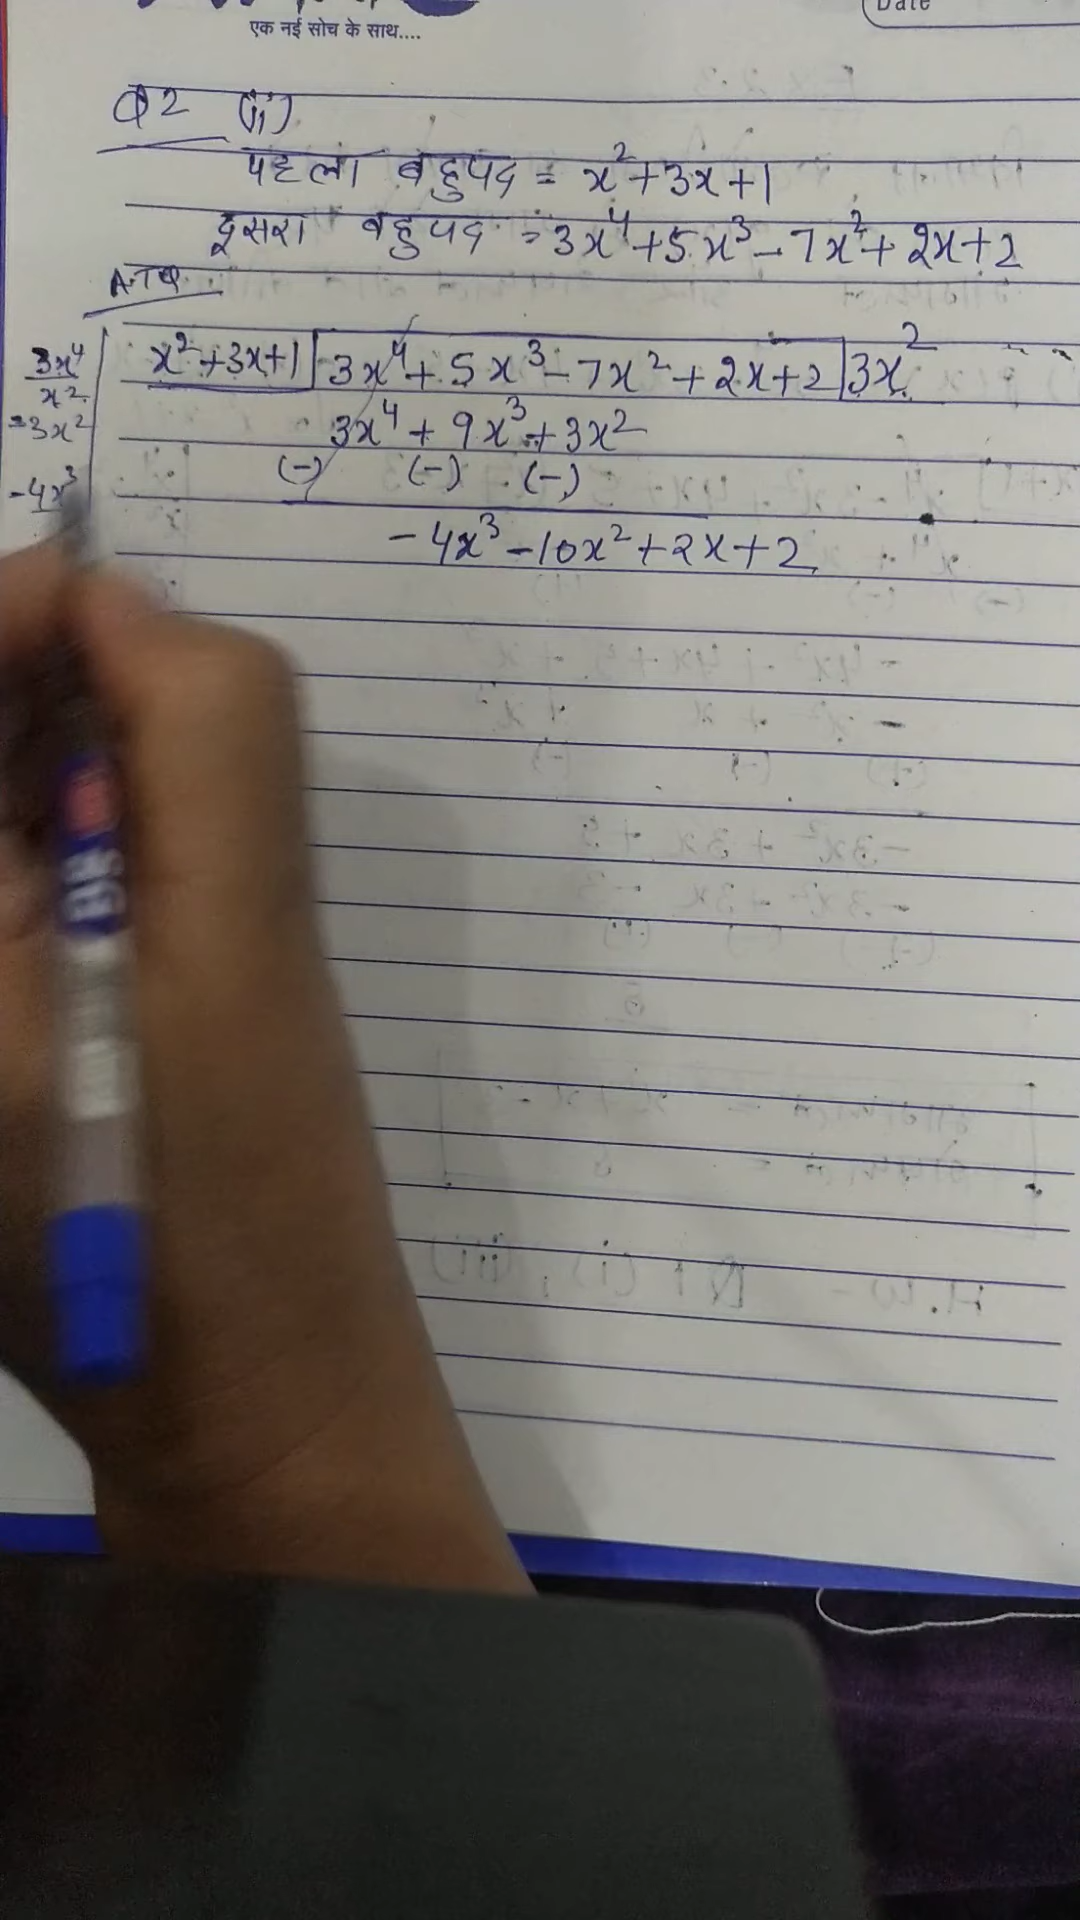 एक नई सोच के साथ....
Date
Q2 (ii)
पहला बहुपद = x²+3x+1
दूसरा बहुपद = 3x⁴+5x³-7x²+2x+2
A.T.Q
3x⁴/x² = 3x²
x²+3x+1 | 3x⁴+5x³-7x²+2x+2 | 3x²
3x⁴+9x³+3x²
(-) (-) (-)
-4x³
-4x³-10x²+2x+2